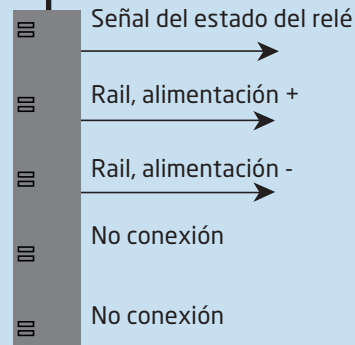 Señal del estado del relé
Rail, alimentación +
Rail, alimentación -
No conexión
No conexión